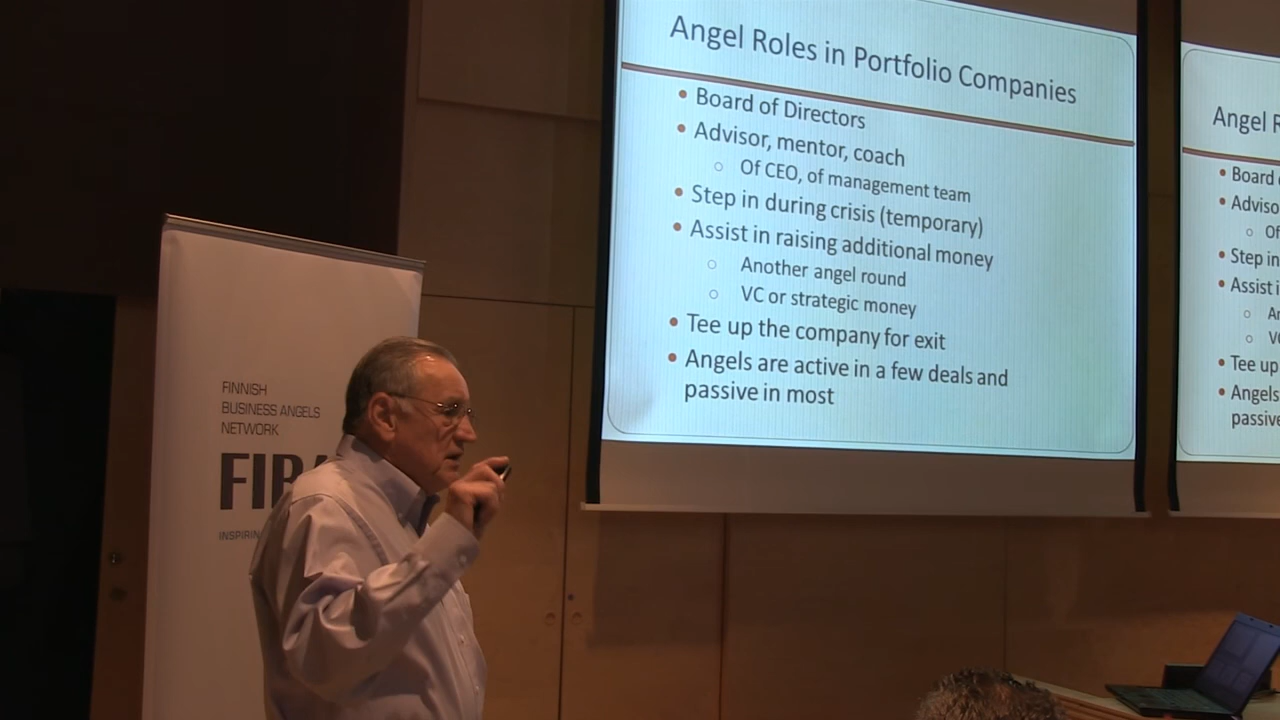 Angel Roles in Portfolio Companies
• Board of Directors
• Advisor, mentor, coach
○ Of CEO, of management team
• Step in during crisis (temporary)
• Assist in raising additional money
○ Another angel round
○ VC or strategic money
• Tee up the company for exit
• Angels are active in a few deals and
passive in most
Angel
• Board
○ Of
• Step in
• Assist
• Tee up
• Angels
FINNISH
BUSINESS ANGELS
NETWORK